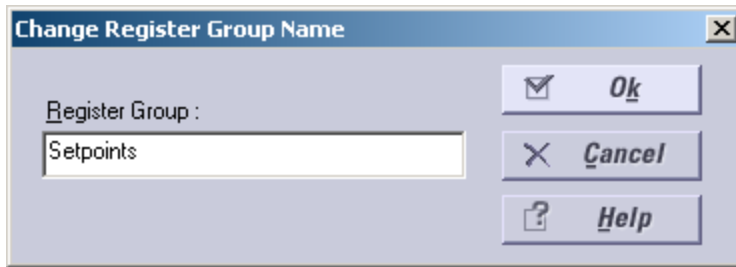 Change Register Group Name
Register Group :
Setpoints
Ok
Cancel
Help